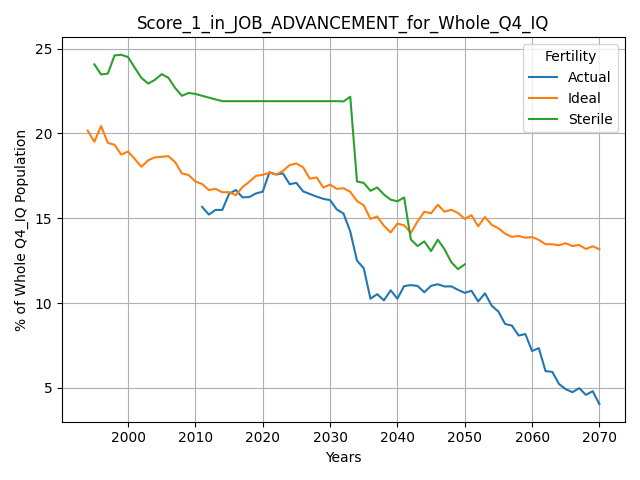 Score_1_in_JOB_ADVANCEMENT_for_Whole_Q4_IQ
Fertility
Actual
Ideal
Sterile
% of Whole Q4_IQ Population
25
20
15
10
5
2000 2010 2020 2030 2040 2050 2060 2070
Years